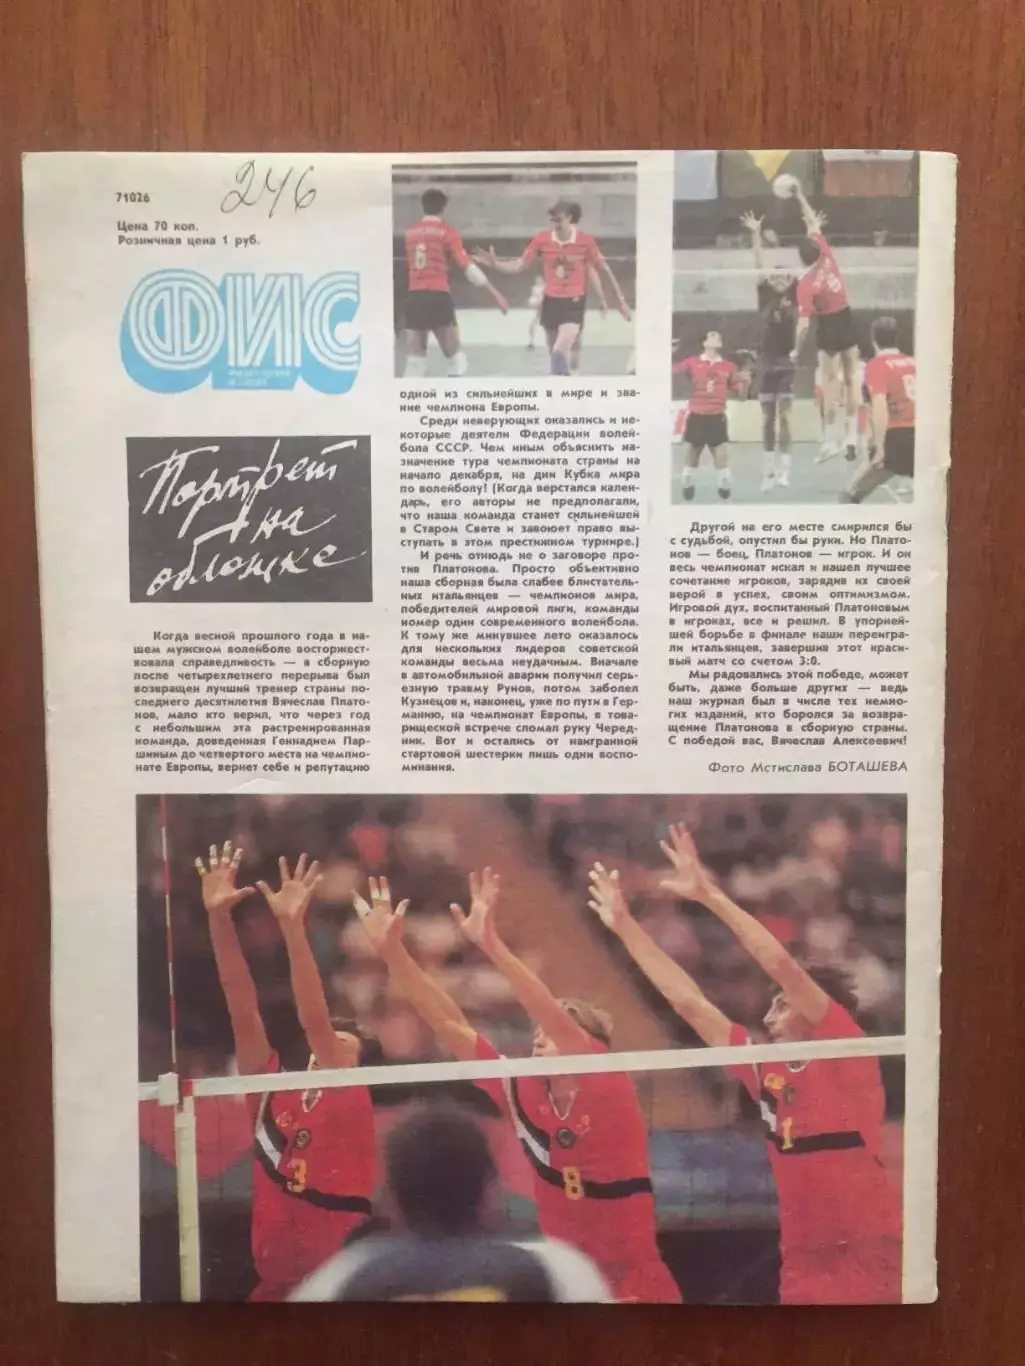 71026
246
Цена 70 коп.
Розничная цена 1 руб.
ФИС
Портрет
на
обложке
Когда весной прошлого года в на-
шем мужском волейболе восторжест-
вовала справедливость — в сборную
после четырехлетнего перерыва был
возвращен лучший тренер страны по-
следнего десятилетия Вячеслав Плато-
нов, мало кто верил, что через год
с небольшим эта растренированная
команда, доведенная Геннадием Пар-
шиным до четвертого места на чемпио-
нате Европы, вернет себе и репутацию
одной из сильнейших в мире и зва-
ние чемпиона Европы.
Среди неверующих оказались и не-
которые деятели Федерации волей-
бола СССР. Чем иным объяснить на-
значение тура чемпионата страны на
начало декабря, на дни Кубка мира
по волейболу! (Когда верстался кален-
дарь, его авторы не предполагали,
что наша команда станет сильнейшей
в Старом Свете и завоюет право вы-
ступать в этом престижном турнире.)
И речь отнюдь не о заговоре про-
тив Платонова. Просто объективно
наша сборная была слабее блистатель-
ных итальянцев — чемпионов мира,
победителей мировой лиги, команды
номер один современного волейбола.
К тому же минувшее лето оказалось
для нескольких лидеров советской
команды весьма неудачным. Вначале
в автомобильной аварии получил серь-
езную травму Рунов, потом заболел
Кузнецов и, наконец, уже по пути в Гер-
манию, на чемпионат Европы, в това-
рищеской встрече сломал руку Черед-
ник. Вот и остались от наигранной
стартовой шестерки лишь одни воспо-
минания.
Другой на его месте смирился бы
с судьбой, опустил бы руки. Но Плато-
нов — боец, Платонов — игрок. И он
весь чемпионат искал и нашел лучшее
сочетание игроков, зарядив их своей
верой в успех, своим оптимизмом.
Игровой дух, воспитанный Платоновым
в игроках, все и решил. В упорней-
шей борьбе в финале наши переигра-
ли итальянцев, завершив этот краси-
вый матч со счетом 3:0.
Мы радовались этой победе, может
быть, даже больше других — ведь
наш журнал был в числе тех немно-
гих изданий, кто боролся за возвра-
щение Платонова в сборную страны.
С победой вас, Вячеслав Алексеевич!
Фото Мстислава БОТАШЕВА
6
3
8
1